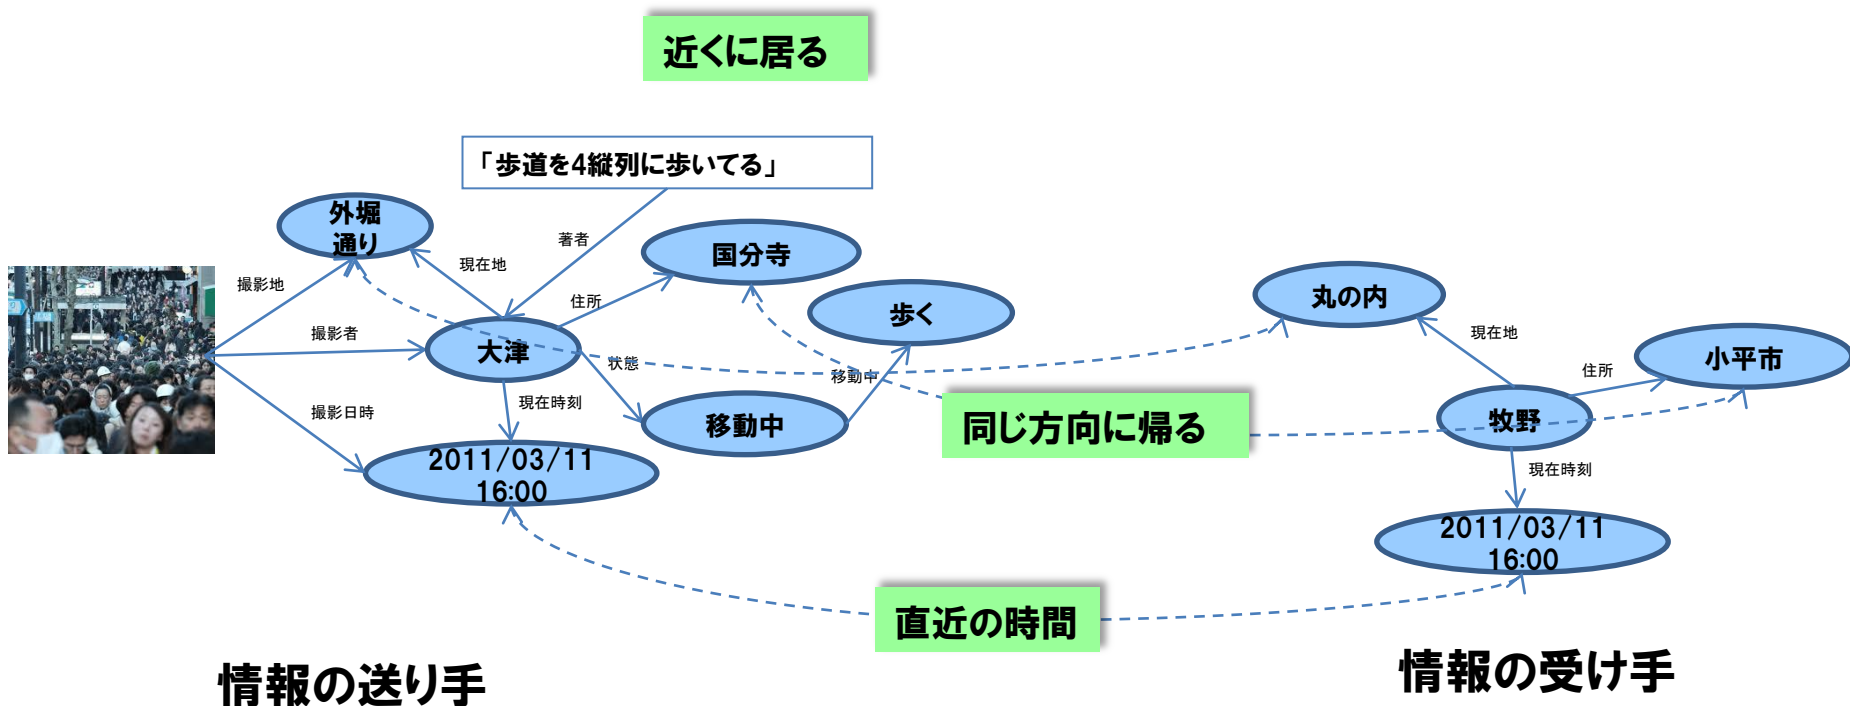 近くに居る
「歩道を4縦列に歩いてる」
外堀
通り
著者
国分寺
現在地
撮影地
住所
歩く
丸の内
撮影者
大津
状態
移動中
現在地
小平市
住所
撮影日時
現在時刻
移動中
同じ方向に帰る
牧野
2011/03/11
16:00
現在時刻
2011/03/11
16:00
直近の時間
情報の送り手
情報の受け手